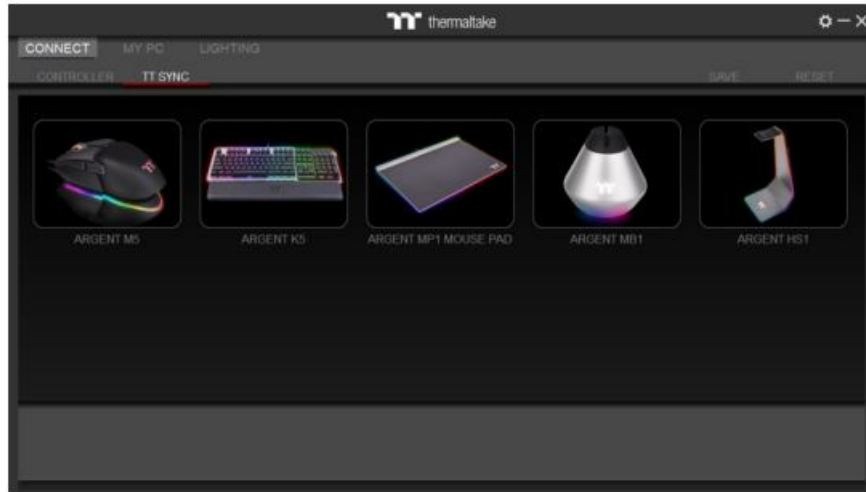 thermaltake
CONNECT MY PC LIGHTING
CONTROLLER TT SYNC SAVE RESET
ARGENT M5 ARGENT K5 ARGENT MP1 MOUSE PAD ARGENT MB1 ARGENT HS1